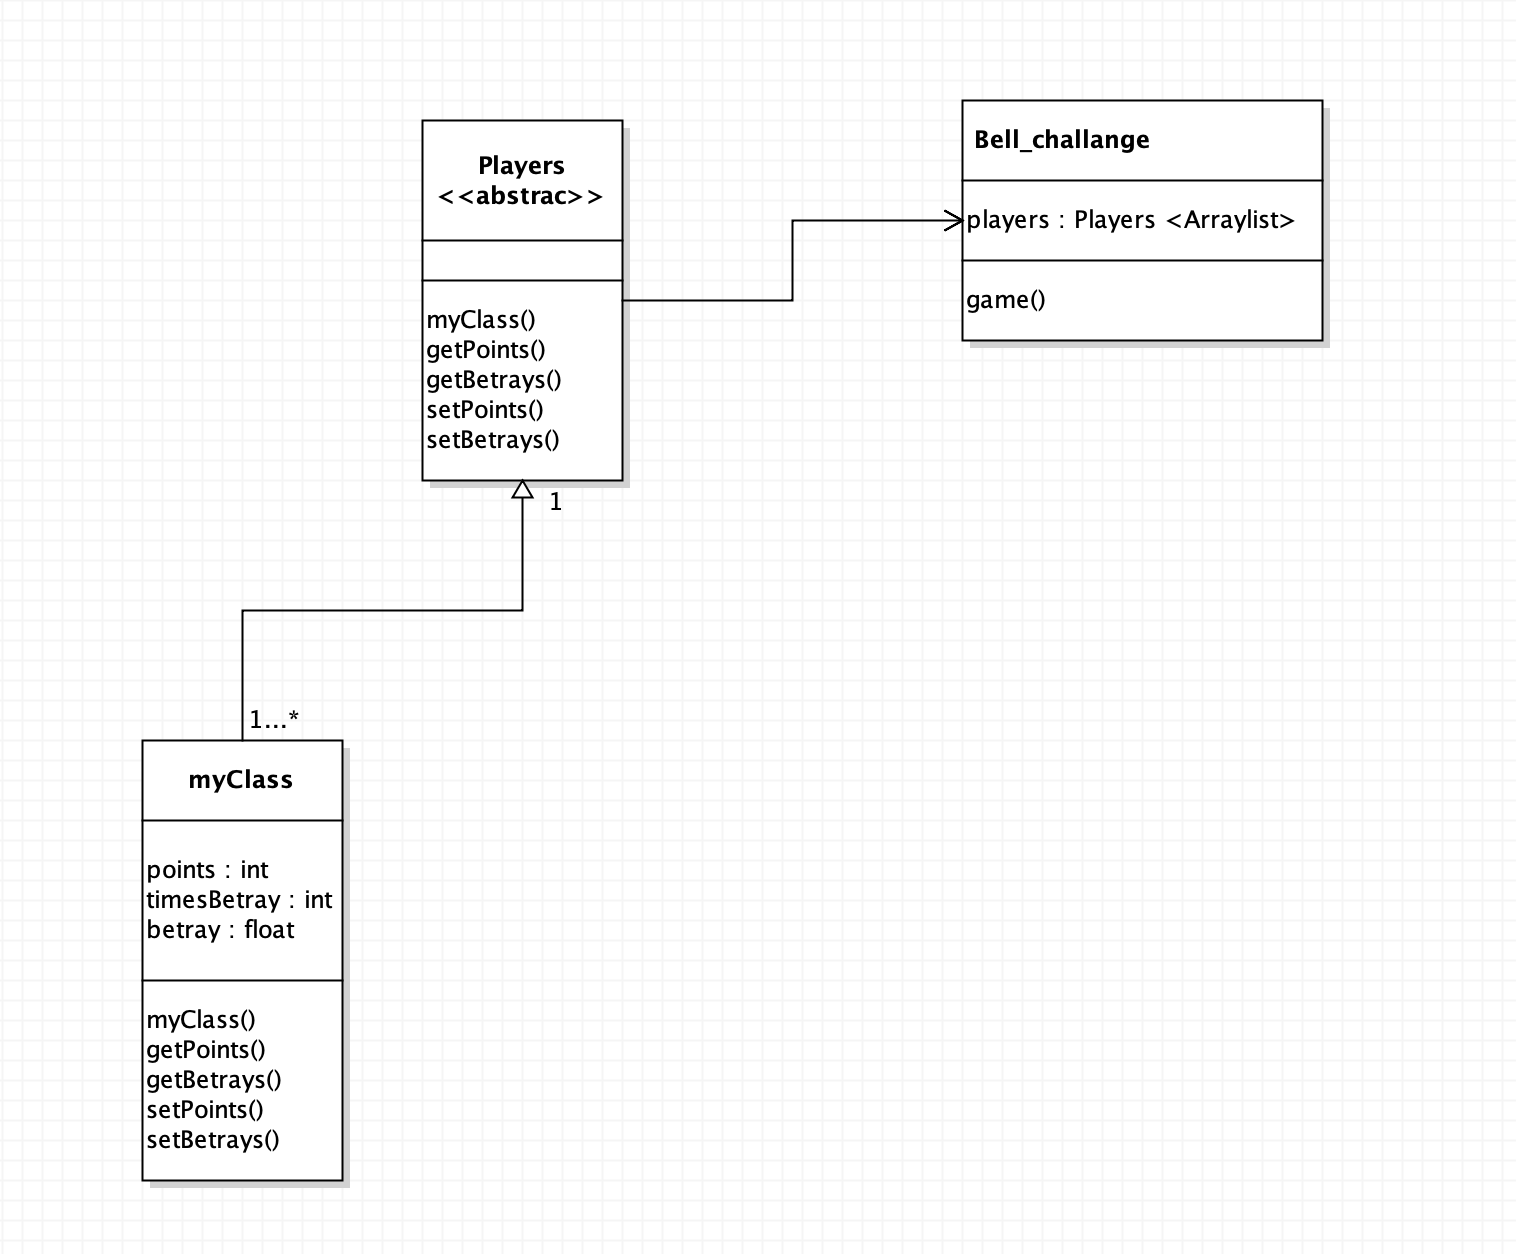 Players
<<abstrac>>
myClass()
getPoints()
getBetrays()
setPoints()
setBetrays()
1
Bell_challange
players : Players <Arraylist>
game()
1...*
myClass
points : int
timesBetray : int
betray : float
myClass()
getPoints()
getBetrays()
setPoints()
setBetrays()